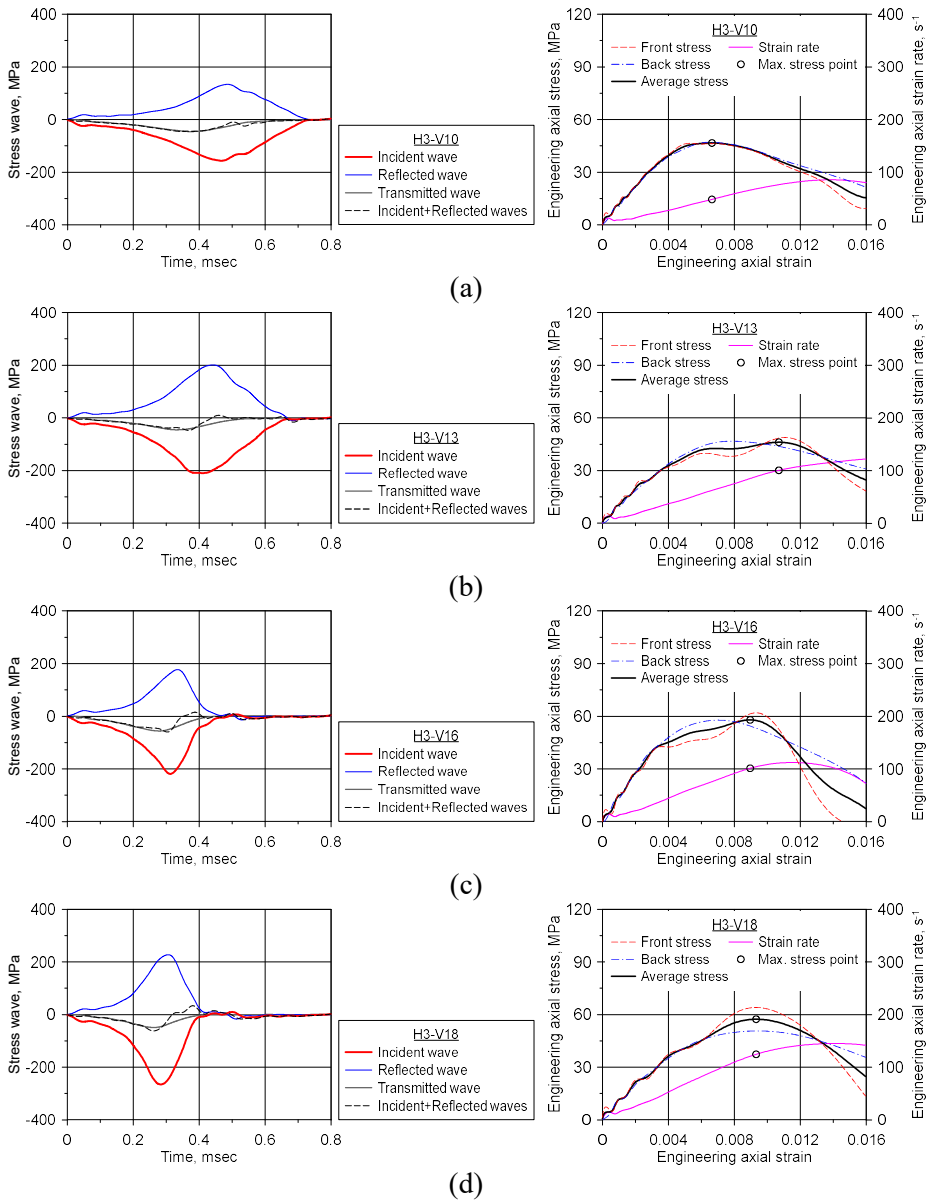 400
200
0
-200
-400
Stress wave, MPa
0 0.2 0.4 0.6 0.8
Time, msec
H3-V10
Incident wave
Reflected wave
Transmitted wave
Incident+Reflected waves
120
90
60
30
0
Engineering axial stress, MPa
H3-V10
Front stress Strain rate
Back stress Max. stress point
Average stress
400
300
200
100
0
Engineering axial strain rate, s⁻¹
0 0.004 0.008 0.012 0.016
Engineering axial strain
(a)
400
200
0
-200
-400
Stress wave, MPa
0 0.2 0.4 0.6 0.8
Time, msec
H3-V13
Incident wave
Reflected wave
Transmitted wave
Incident+Reflected waves
120
90
60
30
0
Engineering axial stress, MPa
H3-V13
Front stress Strain rate
Back stress Max. stress point
Average stress
400
300
200
100
0
Engineering axial strain rate, s⁻¹
0 0.004 0.008 0.012 0.016
Engineering axial strain
(b)
400
200
0
-200
-400
Stress wave, MPa
0 0.2 0.4 0.6 0.8
Time, msec
H3-V16
Incident wave
Reflected wave
Transmitted wave
Incident+Reflected waves
120
90
60
30
0
Engineering axial stress, MPa
H3-V16
Front stress Strain rate
Back stress Max. stress point
Average stress
400
300
200
100
0
Engineering axial strain rate, s⁻¹
0 0.004 0.008 0.012 0.016
Engineering axial strain
(c)
400
200
0
-200
-400
Stress wave, MPa
0 0.2 0.4 0.6 0.8
Time, msec
H3-V18
Incident wave
Reflected wave
Transmitted wave
Incident+Reflected waves
120
90
60
30
0
Engineering axial stress, MPa
H3-V18
Front stress Strain rate
Back stress Max. stress point
Average stress
400
300
200
100
0
Engineering axial strain rate, s⁻¹
0 0.004 0.008 0.012 0.016
Engineering axial strain
(d)